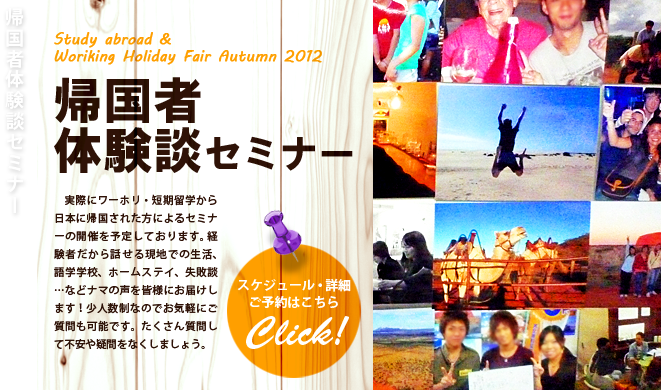 帰国者体験談セミナー
Study abroad &
Woriking Holiday Fair Autumn 2012
帰国者
体験談セミナー
実際にワーホリ・短期留学から
日本に帰国された方によるセミナ
ーの開催を予定しております。経
験者だから話せる現地での生活、
語学学校、ホームステイ、失敗談
…などナマの声を皆様にお届けし
ます！少人数制なのでお気軽にご
質問も可能です。たくさん質問し
て不安や疑問をなくしましょう。
スケジュール・詳細
ご予約はこちら
Click!